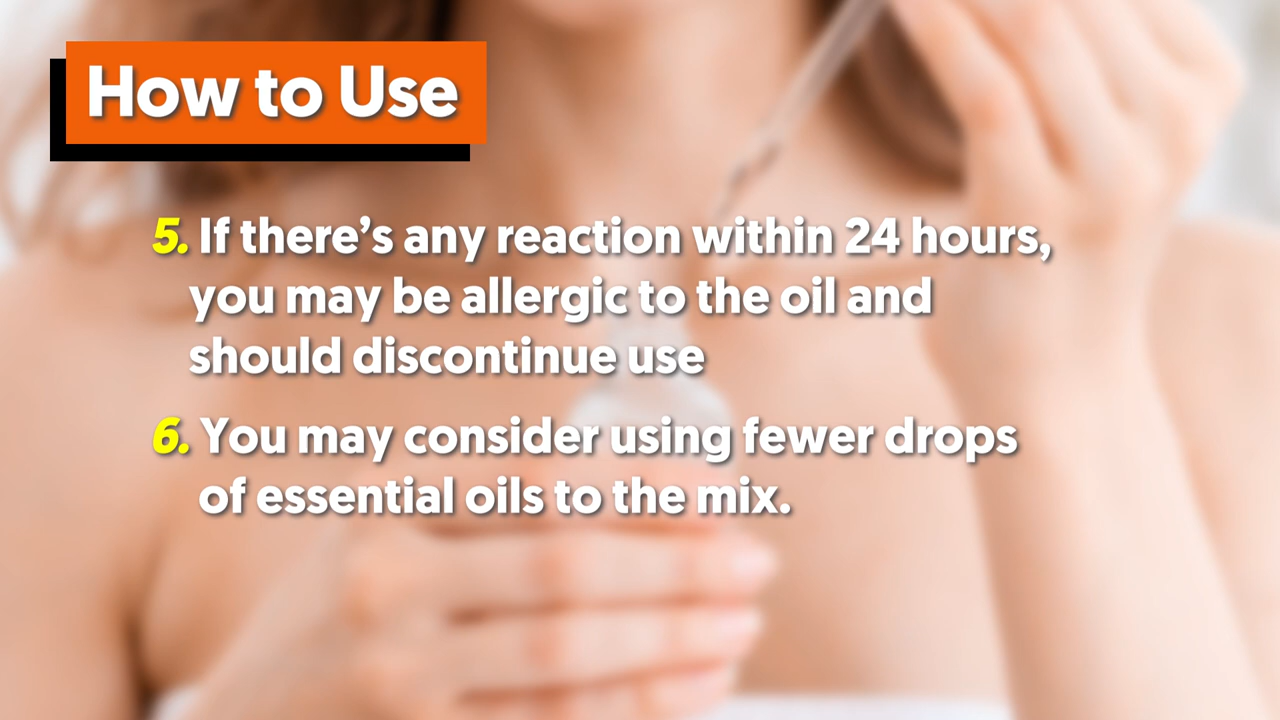 How to Use
5. If there’s any reaction within 24 hours,
you may be allergic to the oil and
should discontinue use
6. You may consider using fewer drops
of essential oils to the mix.